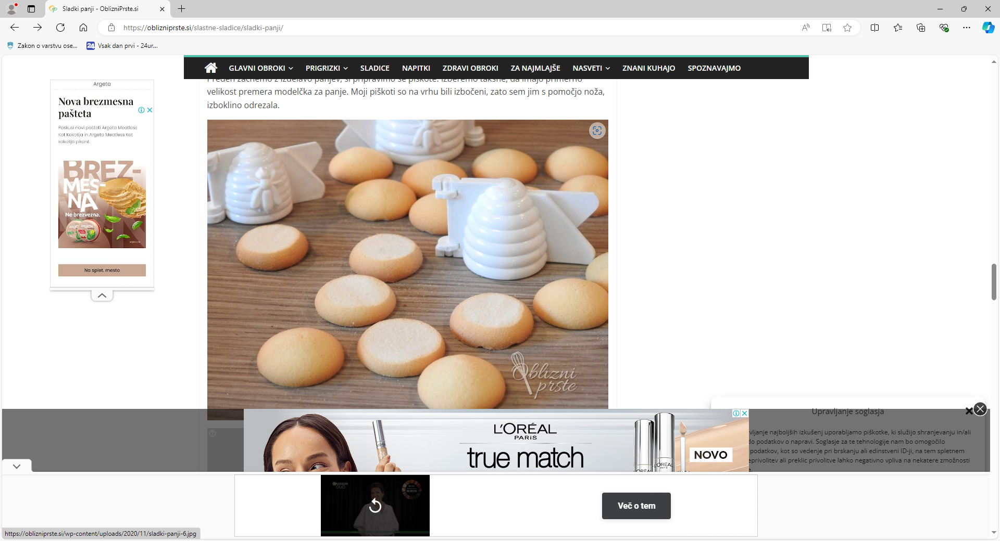 Sladki panji - OblizniPrste.si
https://oblizniprste.si/slastne-sladice/sladki-panji/
Zakon o varstvu ose...
24 Vsak dan prvi - 24ur...
GLAVNI OBROKI
PRIGRIZKI
SLADICE
NAPITKI
ZDRAVI OBROKI
ZA NAJMLAJŠE
NASVETI
ZNANI KUHAJO
SPOZNAVAJMO
Argeta
Nova brezmesna
pašteta
Poskusi novi pašteti Argeta Meatless
Kot Kokošja in Argeta Meatless Kot
kokošja pikant.
BREZ-
MES-
NA
Ne brezvezna.
Na splet. mesto
Preden začnemo z izdelavo panjev, si pripravimo še piškote. Izberemo takšne, da imajo primerno
velikost premera modelčka za panje. Moji piškoti so na vrhu bili izbočeni, zato sem jim s pomočjo noža,
izboklino odrezala.
Oblizni
prste
Upravljanje soglasja
vljanje najboljših izkušenj uporabljamo piškotke, ki služijo shranjevanju in/ali
do podatkov o napravi. Soglasje za te tehnologije nam bo omogočilo
podatkov, kot so vedenje pri brskanju ali edinstveni ID-ji, na tem spletnem
eprivolitev ali preklic privolitve lahko negativno vpliva na nekatere zmožnosti
L'ORÉAL
PARIS
true match
NOVO
Več o tem
https://oblizniprste.si/wp-content/uploads/2020/11/sladki-panji-6.jpg